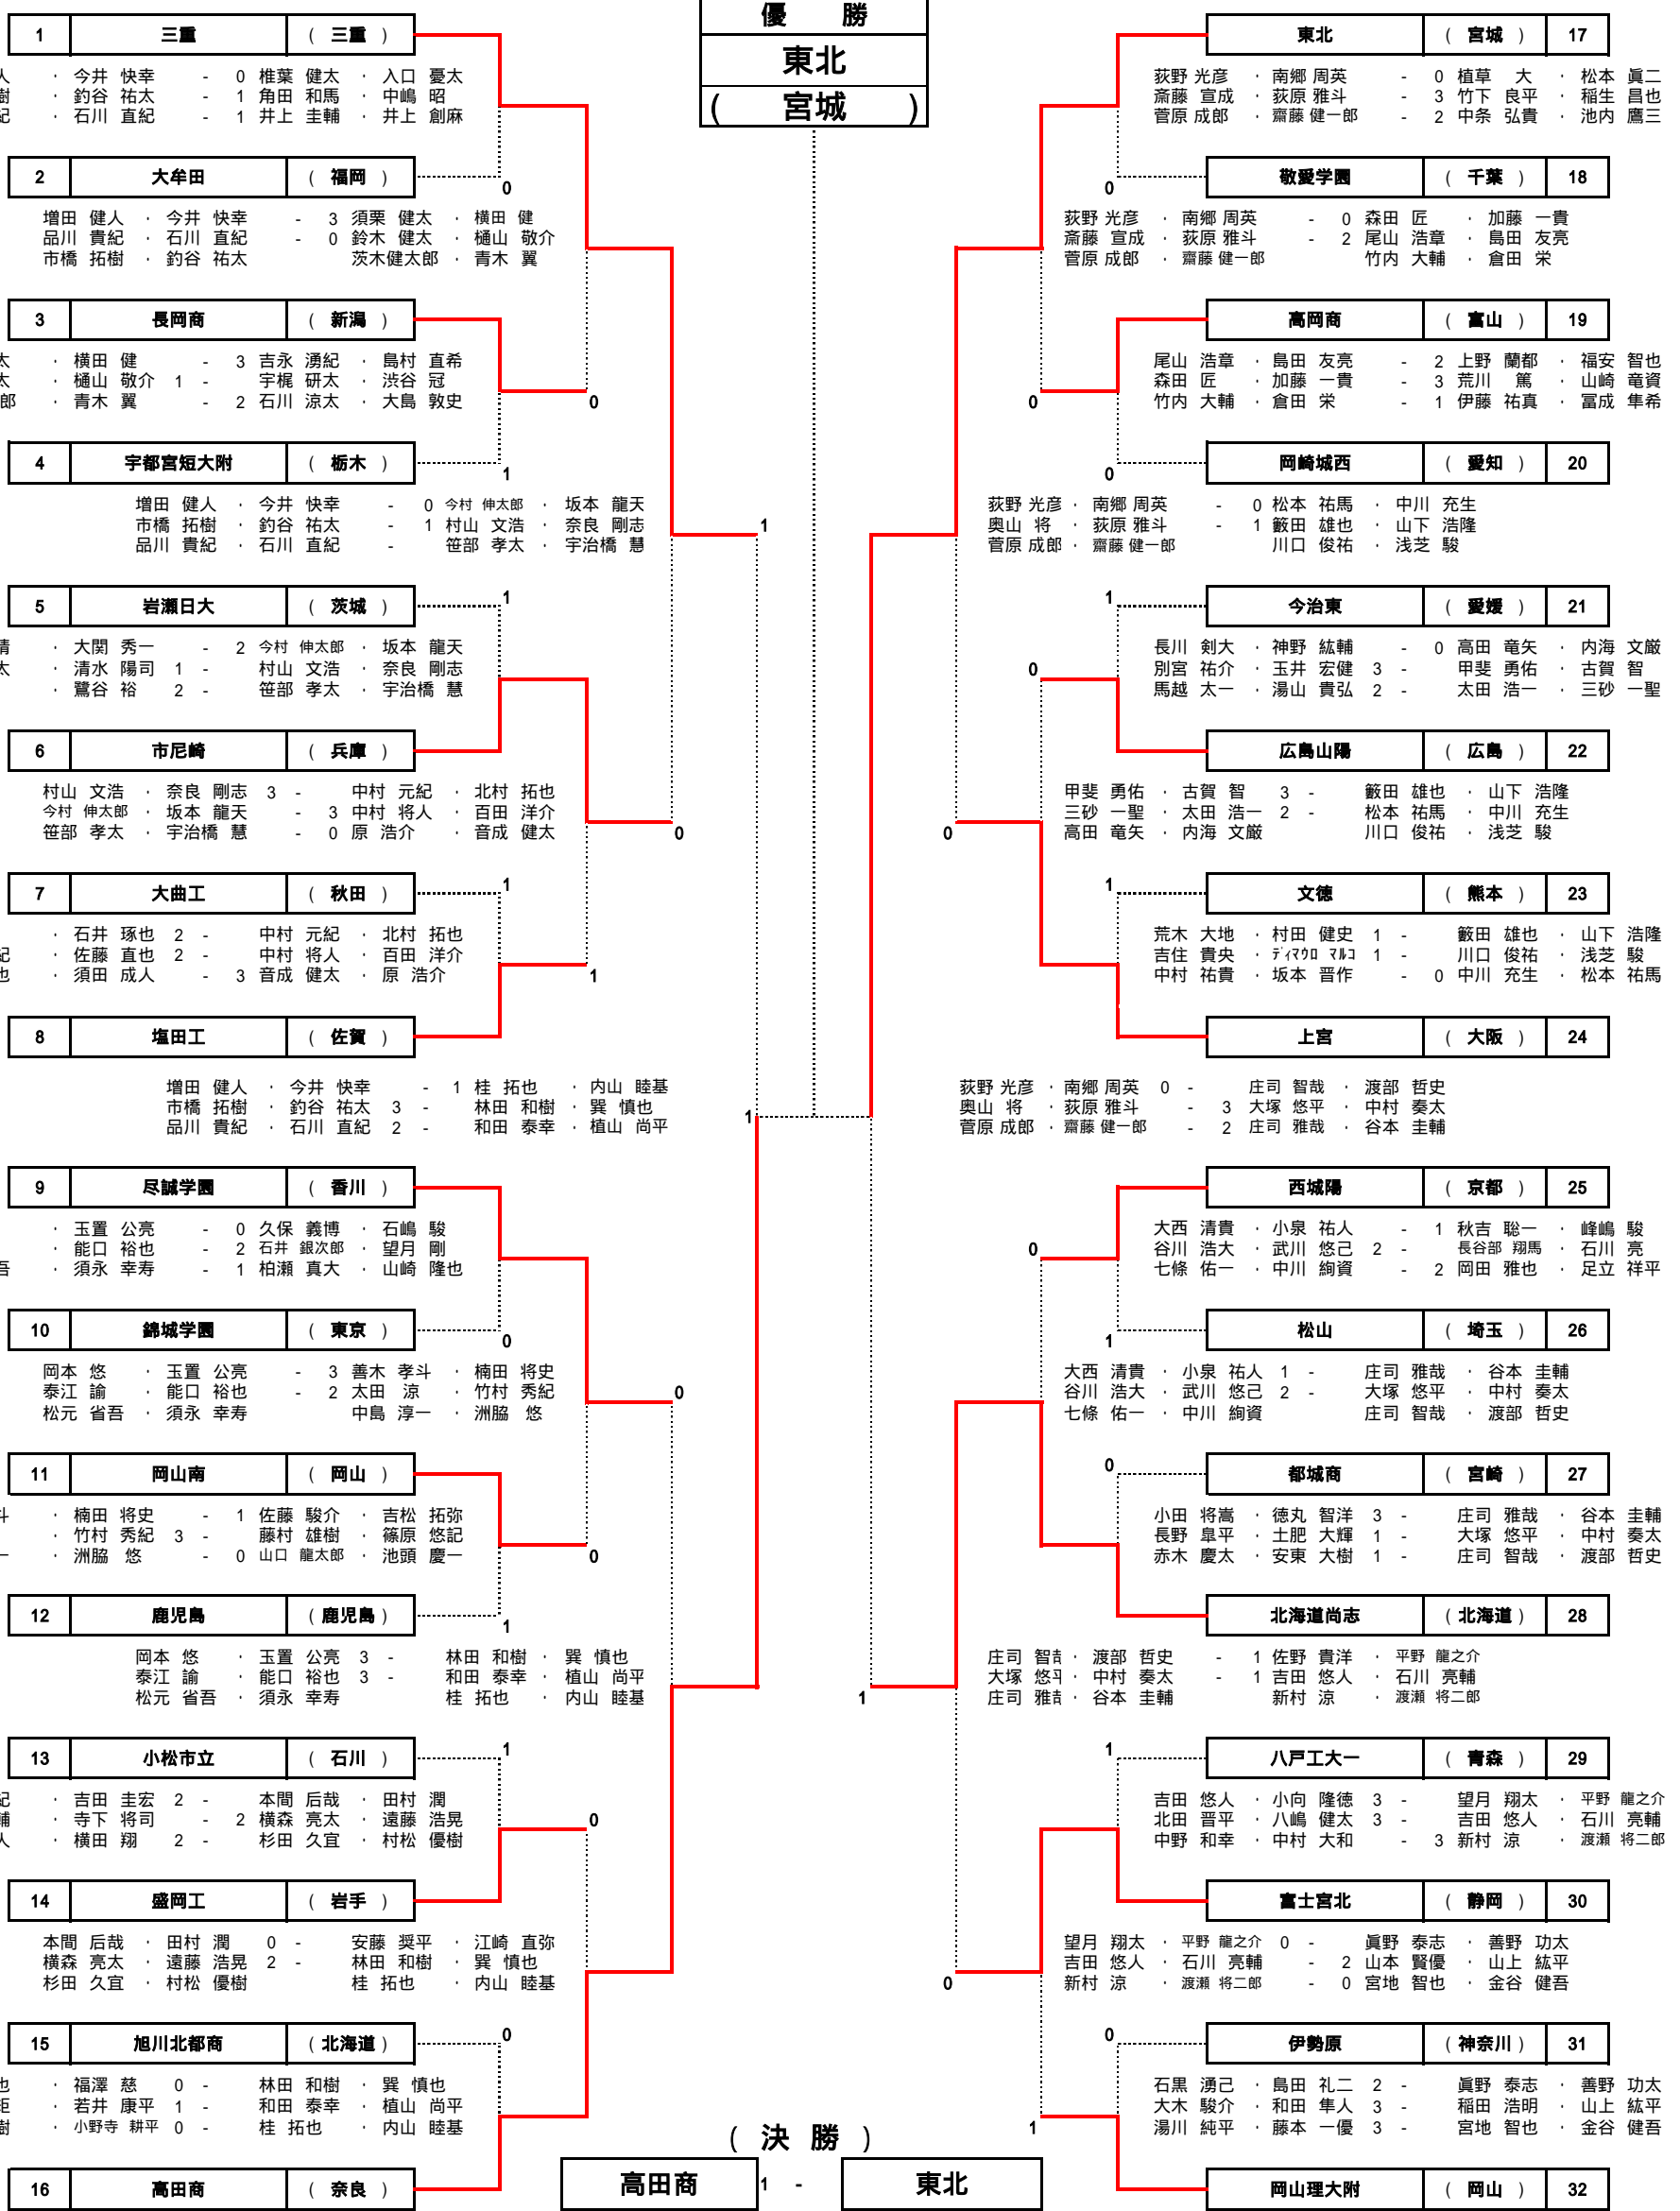 優 勝
東北
( 宮城 )
1 三重 ( 三重 )
人 ・ 今井 快幸 - 0 椎葉 健太 ・ 入口 憂太
樹 ・ 釣谷 祐太 - 1 角田 和馬 ・ 中嶋 昭
紀 ・ 石川 直紀 - 1 井上 圭輔 ・ 井上 創麻
2 大牟田 ( 福岡 ) 0
増田 健人 ・ 今井 快幸 - 3 須栗 健太 ・ 横田 健
品川 貴紀 ・ 石川 直紀 - 0 鈴木 健太 ・ 樋山 敬介
市橋 拓樹 ・ 釣谷 祐太 茨木健太郎 ・ 青木 翼
3 長岡商 ( 新潟 )
太 ・ 横田 健 - 3 吉永 湧紀 ・ 島村 直希
太 ・ 樋山 敬介 1 - 宇梶 研太 ・ 渋谷 冠
郎 ・ 青木 翼 - 2 石川 涼太 ・ 大島 敦史
0
4 宇都宮短大附 ( 栃木 ) 1
増田 健人 ・ 今井 快幸 - 0 今村 伸太郎 ・ 坂本 龍天
市橋 拓樹 ・ 釣谷 祐太 - 1 村山 文浩 ・ 奈良 剛志
品川 貴紀 ・ 石川 直紀 - 笹部 孝太 ・ 宇治橋 慧
1
5 岩瀬日大 ( 茨城 ) 1
晴 ・ 大関 秀一 - 2 今村 伸太郎 ・ 坂本 龍天
太 ・ 清水 陽司 1 - 村山 文浩 ・ 奈良 剛志
・ 鷺谷 裕 2 - 笹部 孝太 ・ 宇治橋 慧
6 市尼崎 ( 兵庫 )
村山 文浩 ・ 奈良 剛志 3 - 中村 元紀 ・ 北村 拓也
今村 伸太郎 ・ 坂本 龍天 - 3 中村 将人 ・ 百田 洋介
笹部 孝太 ・ 宇治橋 慧 - 0 原 浩介 ・ 音成 健太
0
7 大曲工 ( 秋田 ) 1
・ 石井 琢也 2 - 中村 元紀 ・ 北村 拓也
紀 ・ 佐藤 直也 2 - 中村 将人 ・ 百田 洋介
也 ・ 須田 成人 - 3 音成 健太 ・ 原 浩介
1
8 塩田工 ( 佐賀 )
増田 健人 ・ 今井 快幸 - 1 桂 拓也 ・ 内山 睦基
市橋 拓樹 ・ 釣谷 祐太 3 - 林田 和樹 ・ 巽 慎也
品川 貴紀 ・ 石川 直紀 2 - 和田 泰幸 ・ 植山 尚平
1
9 尽誠学園 ( 香川 )
・ 玉置 公亮 - 0 久保 義博 ・ 石嶋 駿
・ 能口 裕也 - 2 石井 銀次郎 ・ 望月 剛
吾 ・ 須永 幸寿 - 1 柏瀬 真大 ・ 山崎 隆也
10 錦城学園 ( 東京 ) 0
岡本 悠 ・ 玉置 公亮 - 3 善木 孝斗 ・ 楠田 将史
泰江 諭 ・ 能口 裕也 - 2 太田 涼 ・ 竹村 秀紀
松元 省吾 ・ 須永 幸寿 中島 淳一 ・ 洲脇 悠
0
11 岡山南 ( 岡山 )
斗 ・ 楠田 将史 - 1 佐藤 駿介 ・ 吉松 拓弥
・ 竹村 秀紀 3 - 藤村 雄樹 ・ 篠原 悠記
一 ・ 洲脇 悠 - 0 山口 龍太郎 ・ 池頭 慶一
0
12 鹿児島 ( 鹿児島 ) 1
岡本 悠 ・ 玉置 公亮 3 - 林田 和樹 ・ 巽 慎也
泰江 諭 ・ 能口 裕也 3 - 和田 泰幸 ・ 植山 尚平
松元 省吾 ・ 須永 幸寿 桂 拓也 ・ 内山 睦基
13 小松市立 ( 石川 ) 1
紀 ・ 吉田 圭宏 2 - 本間 后哉 ・ 田村 潤
輔 ・ 寺下 将司 - 2 横森 亮太 ・ 遠藤 浩晃
人 ・ 横田 翔 2 - 杉田 久宜 ・ 村松 優樹
0
14 盛岡工 ( 岩手 )
本間 后哉 ・ 田村 潤 0 - 安藤 奨平 ・ 江崎 直弥
横森 亮太 ・ 遠藤 浩晃 2 - 林田 和樹 ・ 巽 慎也
杉田 久宜 ・ 村松 優樹 桂 拓也 ・ 内山 睦基
15 旭川北都商 ( 北海道 ) 0
也 ・ 福澤 慈 0 - 林田 和樹 ・ 巽 慎也
・ 若井 康平 1 - 和田 泰幸 ・ 植山 尚平
樹 ・ 小野寺 耕平 0 - 桂 拓也 ・ 内山 睦基
16 高田商 ( 奈良 )
( 決 勝 )
高田商 1 - 東北
東北 ( 宮城 ) 17
荻野 光彦 ・ 南郷 周英 - 0 植草 大 ・ 松本 眞二
斎藤 宣成 ・ 荻原 雅斗 - 3 竹下 良平 ・ 稲生 昌也
菅原 成郎 ・ 齋藤 健一郎 - 2 中条 弘貴 ・ 池内 鷹三
0 敬愛学園 ( 千葉 ) 18
荻野 光彦 ・ 南郷 周英 - 0 森田 匠 ・ 加藤 一貴
斎藤 宣成 ・ 荻原 雅斗 - 2 尾山 浩章 ・ 島田 友亮
菅原 成郎 ・ 齋藤 健一郎 竹内 大輔 ・ 倉田 栄
高岡商 ( 富山 ) 19
尾山 浩章 ・ 島田 友亮 - 2 上野 蘭都 ・ 福安 智也
森田 匠 ・ 加藤 一貴 - 3 荒川 篤 ・ 山崎 竜資
竹内 大輔 ・ 倉田 栄 - 1 伊藤 祐真 ・ 冨成 隼希
0
0 岡崎城西 ( 愛知 ) 20
荻野 光彦 ・ 南郷 周英 0 松本 祐馬 ・ 中川 充生
奥山 将 ・ 荻原 雅斗 - 1 籔田 雄也 ・ 山下 浩隆
菅原 成郎 ・ 齋藤 健一郎 川口 俊祐 ・ 浅芝 駿
1 今治東 ( 愛媛 ) 21
長川 剣大 ・ 神野 紘輔 - 0 高田 竜矢 ・ 内海 文厳
別宮 祐介 ・ 玉井 宏健 3 - 甲斐 勇佑 ・ 古賀 智
馬越 太一 ・ 湯山 貴弘 2 - 太田 浩一 ・ 三砂 一聖
0
広島山陽 ( 広島 ) 22
甲斐 勇佑 ・ 古賀 智 3 - 籔田 雄也 ・ 山下 浩隆
三砂 一聖 ・ 太田 浩一 2 - 松本 祐馬 ・ 中川 充生
高田 竜矢 ・ 内海 文厳 川口 俊祐 ・ 浅芝 駿
0
1 文徳 ( 熊本 ) 23
荒木 大地 ・ 村田 健史 1 - 籔田 雄也 ・ 山下 浩隆
吉住 貴央 ・ ディマウロ マルコ 1 - 川口 俊祐 ・ 浅芝 駿
中村 祐貴 ・ 坂本 晋作 - 0 中川 充生 ・ 松本 祐馬
上宮 ( 大阪 ) 24
荻野 光彦 ・ 南郷 周英 0 - 庄司 智哉 ・ 渡部 哲史
奥山 将 ・ 荻原 雅斗 - 3 大塚 悠平 ・ 中村 奏太
菅原 成郎 ・ 齋藤 健一郎 - 2 庄司 雅哉 ・ 谷本 圭輔
西城陽 ( 京都 ) 25
大西 清貴 ・ 小泉 祐人 - 1 秋吉 聡一 ・ 峰嶋 駿
谷川 浩大 ・ 武川 悠己 2 - 長谷部 翔馬 ・ 石川 亮
七條 佑一 ・ 中川 絢資 - 2 岡田 雅也 ・ 足立 祥平
0
1 松山 ( 埼玉 ) 26
大西 清貴 ・ 小泉 祐人 1 - 庄司 雅哉 ・ 谷本 圭輔
谷川 浩大 ・ 武川 悠己 2 - 大塚 悠平 ・ 中村 奏太
七條 佑一 ・ 中川 絢資 庄司 智哉 ・ 渡部 哲史
0 都城商 ( 宮崎 ) 27
小田 将嵩 ・ 徳丸 智洋 3 - 庄司 雅哉 ・ 谷本 圭輔
長野 皐平 ・ 土肥 大輝 1 - 大塚 悠平 ・ 中村 奏太
赤木 慶太 ・ 安東 大樹 1 - 庄司 智哉 ・ 渡部 哲史
北海道尚志 ( 北海道 ) 28
庄司 智哉 ・ 渡部 哲史 - 1 佐野 貴洋 ・ 平野 龍之介
大塚 悠平 ・ 中村 奏太 - 1 吉田 悠人 ・ 石川 亮輔
庄司 雅哉 ・ 谷本 圭輔 新村 涼 ・ 渡瀬 将二郎
1
1 八戸工大一 ( 青森 ) 29
吉田 悠人 ・ 小向 隆徳 3 - 望月 翔太 ・ 平野 龍之介
北田 晋平 ・ 八嶋 健太 3 - 吉田 悠人 ・ 石川 亮輔
中野 和幸 ・ 中村 大和 - 3 新村 涼 ・ 渡瀬 将二郎
富士宮北 ( 静岡 ) 30
望月 翔太 ・ 平野 龍之介 0 - 眞野 泰志 ・ 善野 功太
吉田 悠人 ・ 石川 亮輔 - 2 山本 賢優 ・ 山上 紘平
新村 涼 ・ 渡瀬 将二郎 - 0 宮地 智也 ・ 金谷 健吾
0
0 伊勢原 ( 神奈川 ) 31
石黒 湧己 ・ 島田 礼二 2 - 眞野 泰志 ・ 善野 功太
大木 駿介 ・ 和田 隼人 3 - 稲田 浩明 ・ 山上 紘平
湯川 純平 ・ 藤本 一優 3 - 宮地 智也 ・ 金谷 健吾
1
岡山理大附 ( 岡山 ) 32